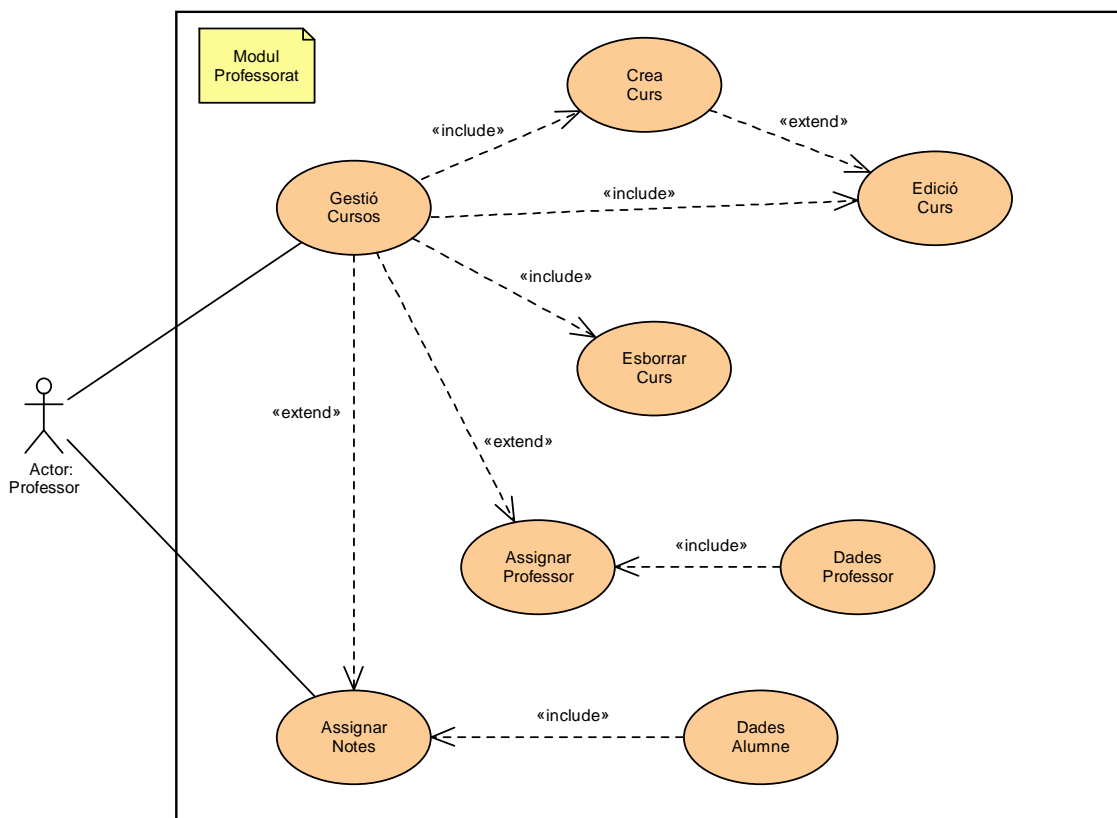 Modul
Professorat
Crea
Curs
«include»
«extend»
Gestió
Cursos
«include»
Edició
Curs
«include»
Esborrar
Curs
«extend»
«extend»
Actor:
Professor
Assignar
Professor
«include»
Dades
Professor
Assignar
Notes
«include»
Dades
Alumne